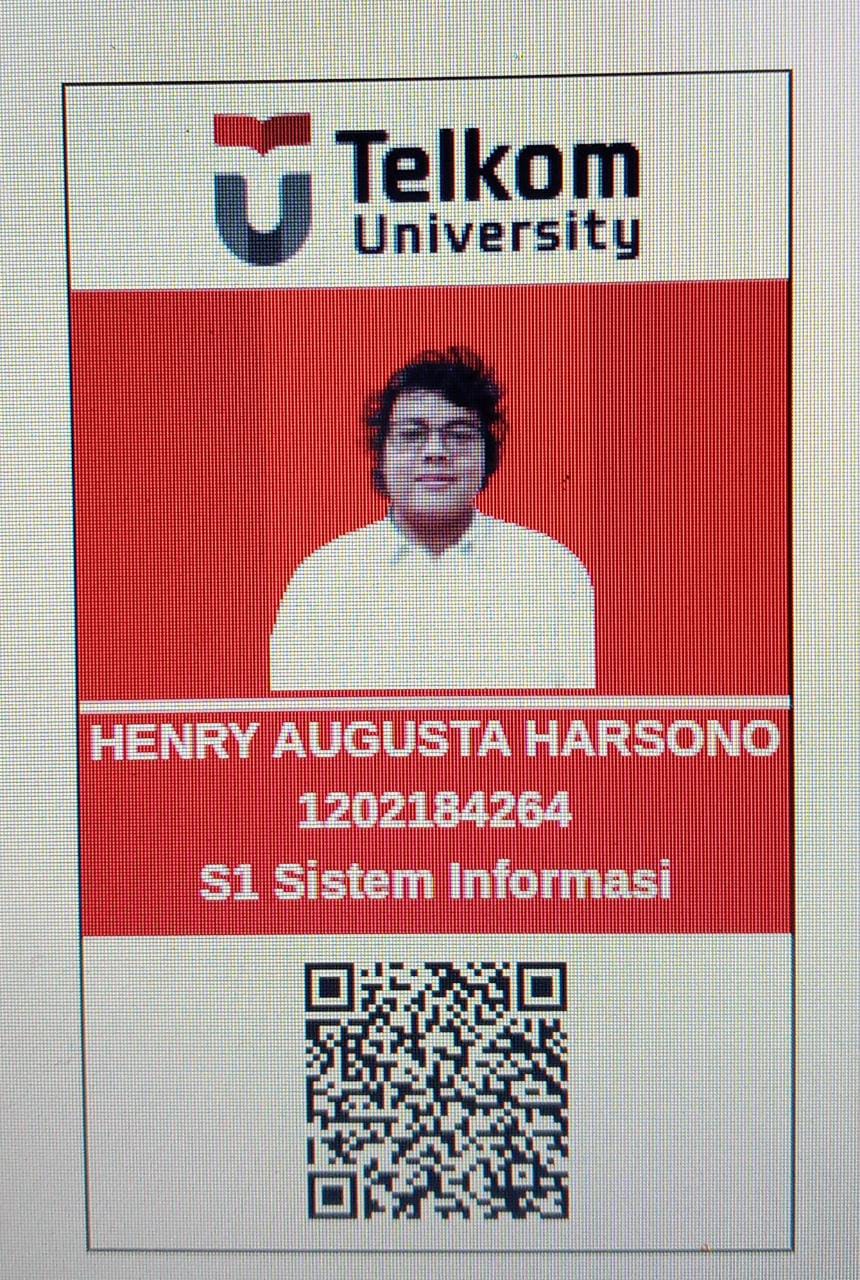 Telkom
University
HENRY AUGUSTA HARSONO
1202184264
S1 Sistem Informasi